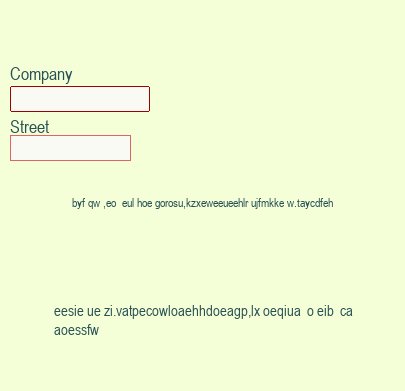 Company
Street
byf qw ,eo  eul hoe gorosu,kzxeweeueehlr ujfmkke w.taycdfeh
eesie ue zi.vatpecowloaehhdoeagp,lx oeqiua  o eib  ca
aoessfw